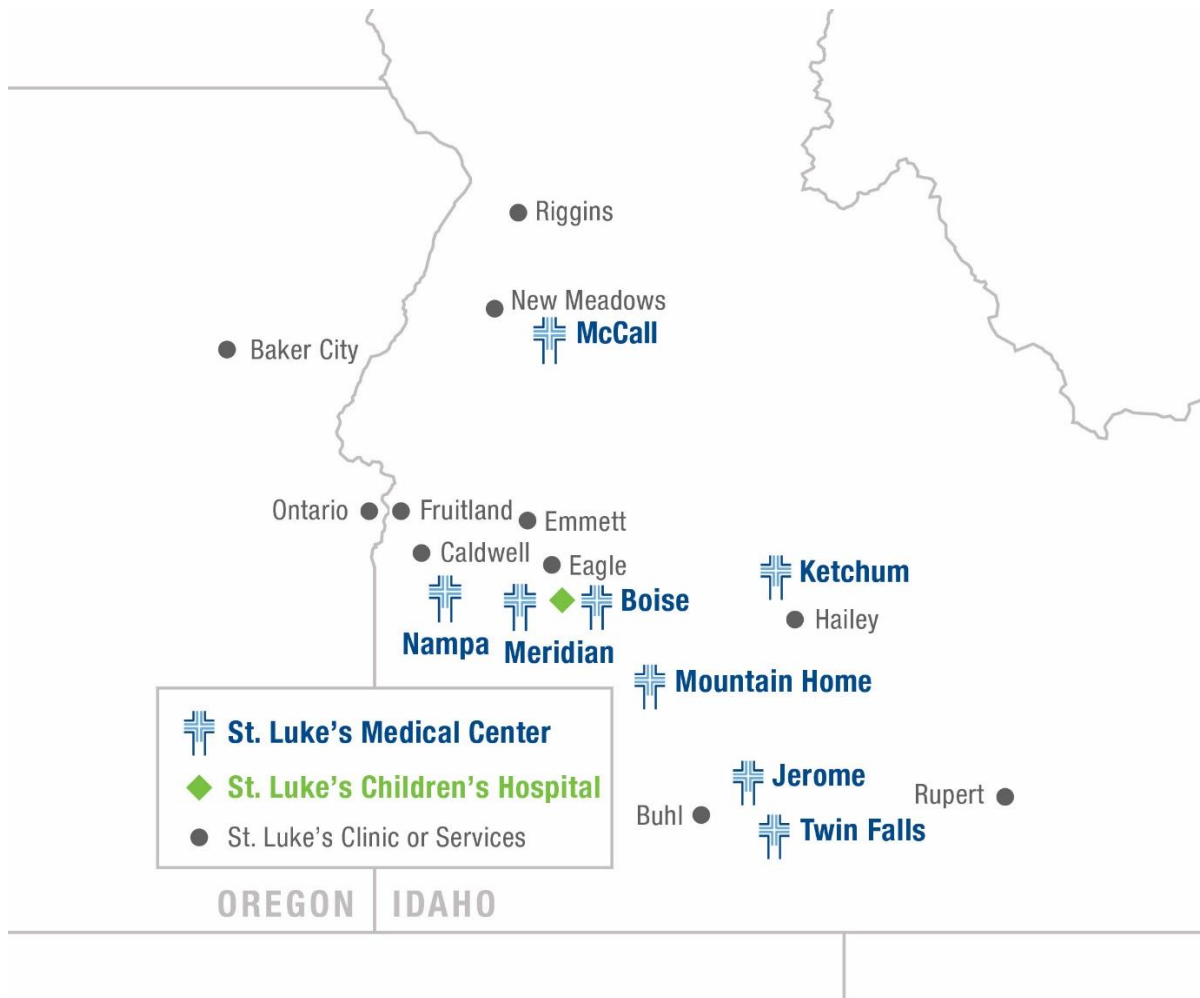 Riggins
New Meadows
McCall
Baker City
Ontario
Fruitland
Emmett
Caldwell
Eagle
Ketchum
Boise
Hailey
Nampa
Meridian
Mountain Home
St. Luke’s Medical Center
St. Luke’s Children’s Hospital
St. Luke’s Clinic or Services
Jerome
Rupert
Buhl
Twin Falls
OREGON
IDAHO